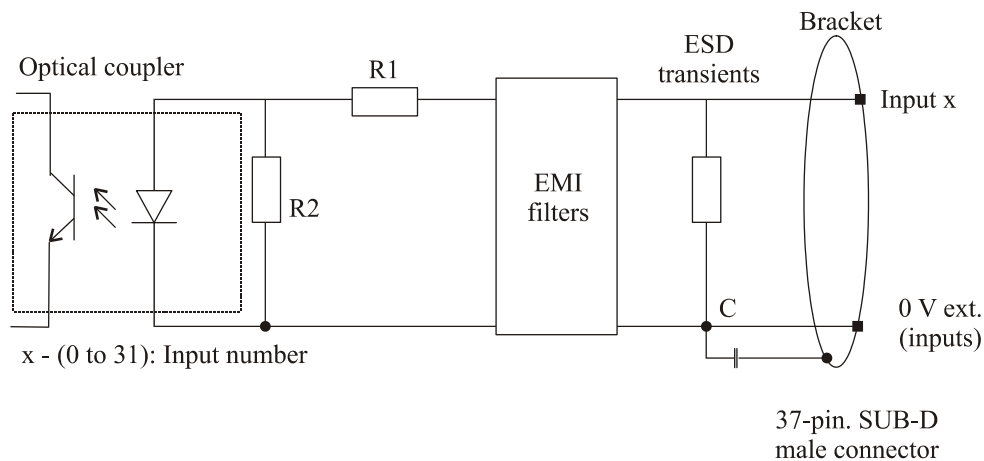 Bracket
ESD
transients
Optical coupler
R1
Input x
EMI
filters
R2
C
0 V ext.
(inputs)
x - (0 to 31): Input number
37-pin. SUB-D
male connector